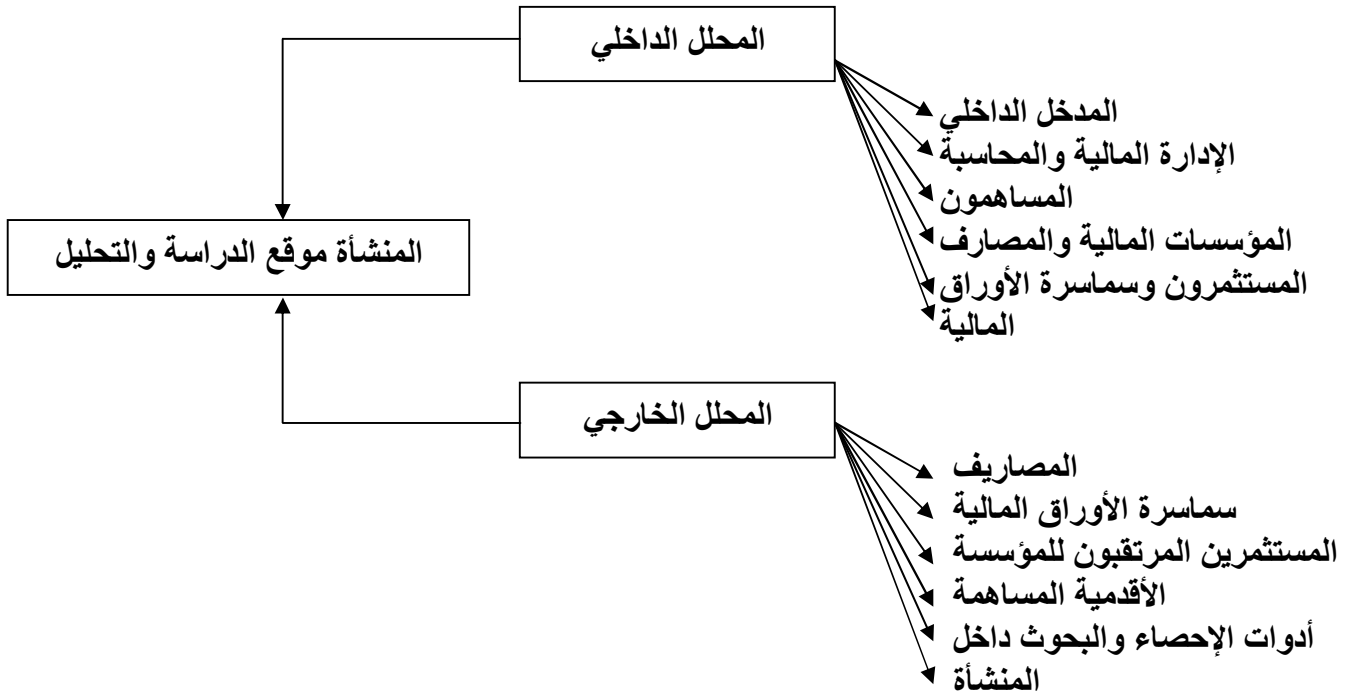 المحلل الداخلي
المدخل الداخلي
الإدارة المالية والمحاسبة
المساهمون
المؤسسات المالية والمصارف
المستثمرون وسماسرة الأوراق
المالية
المنشأة موقع الدراسة والتحليل
المحلل الخارجي
المصاريف
سماسرة الأوراق المالية
المستثمرين المرتقبون للمؤسسة
الأقدمية المساهمة
أدوات الإحصاء والبحوث داخل
المنشأة